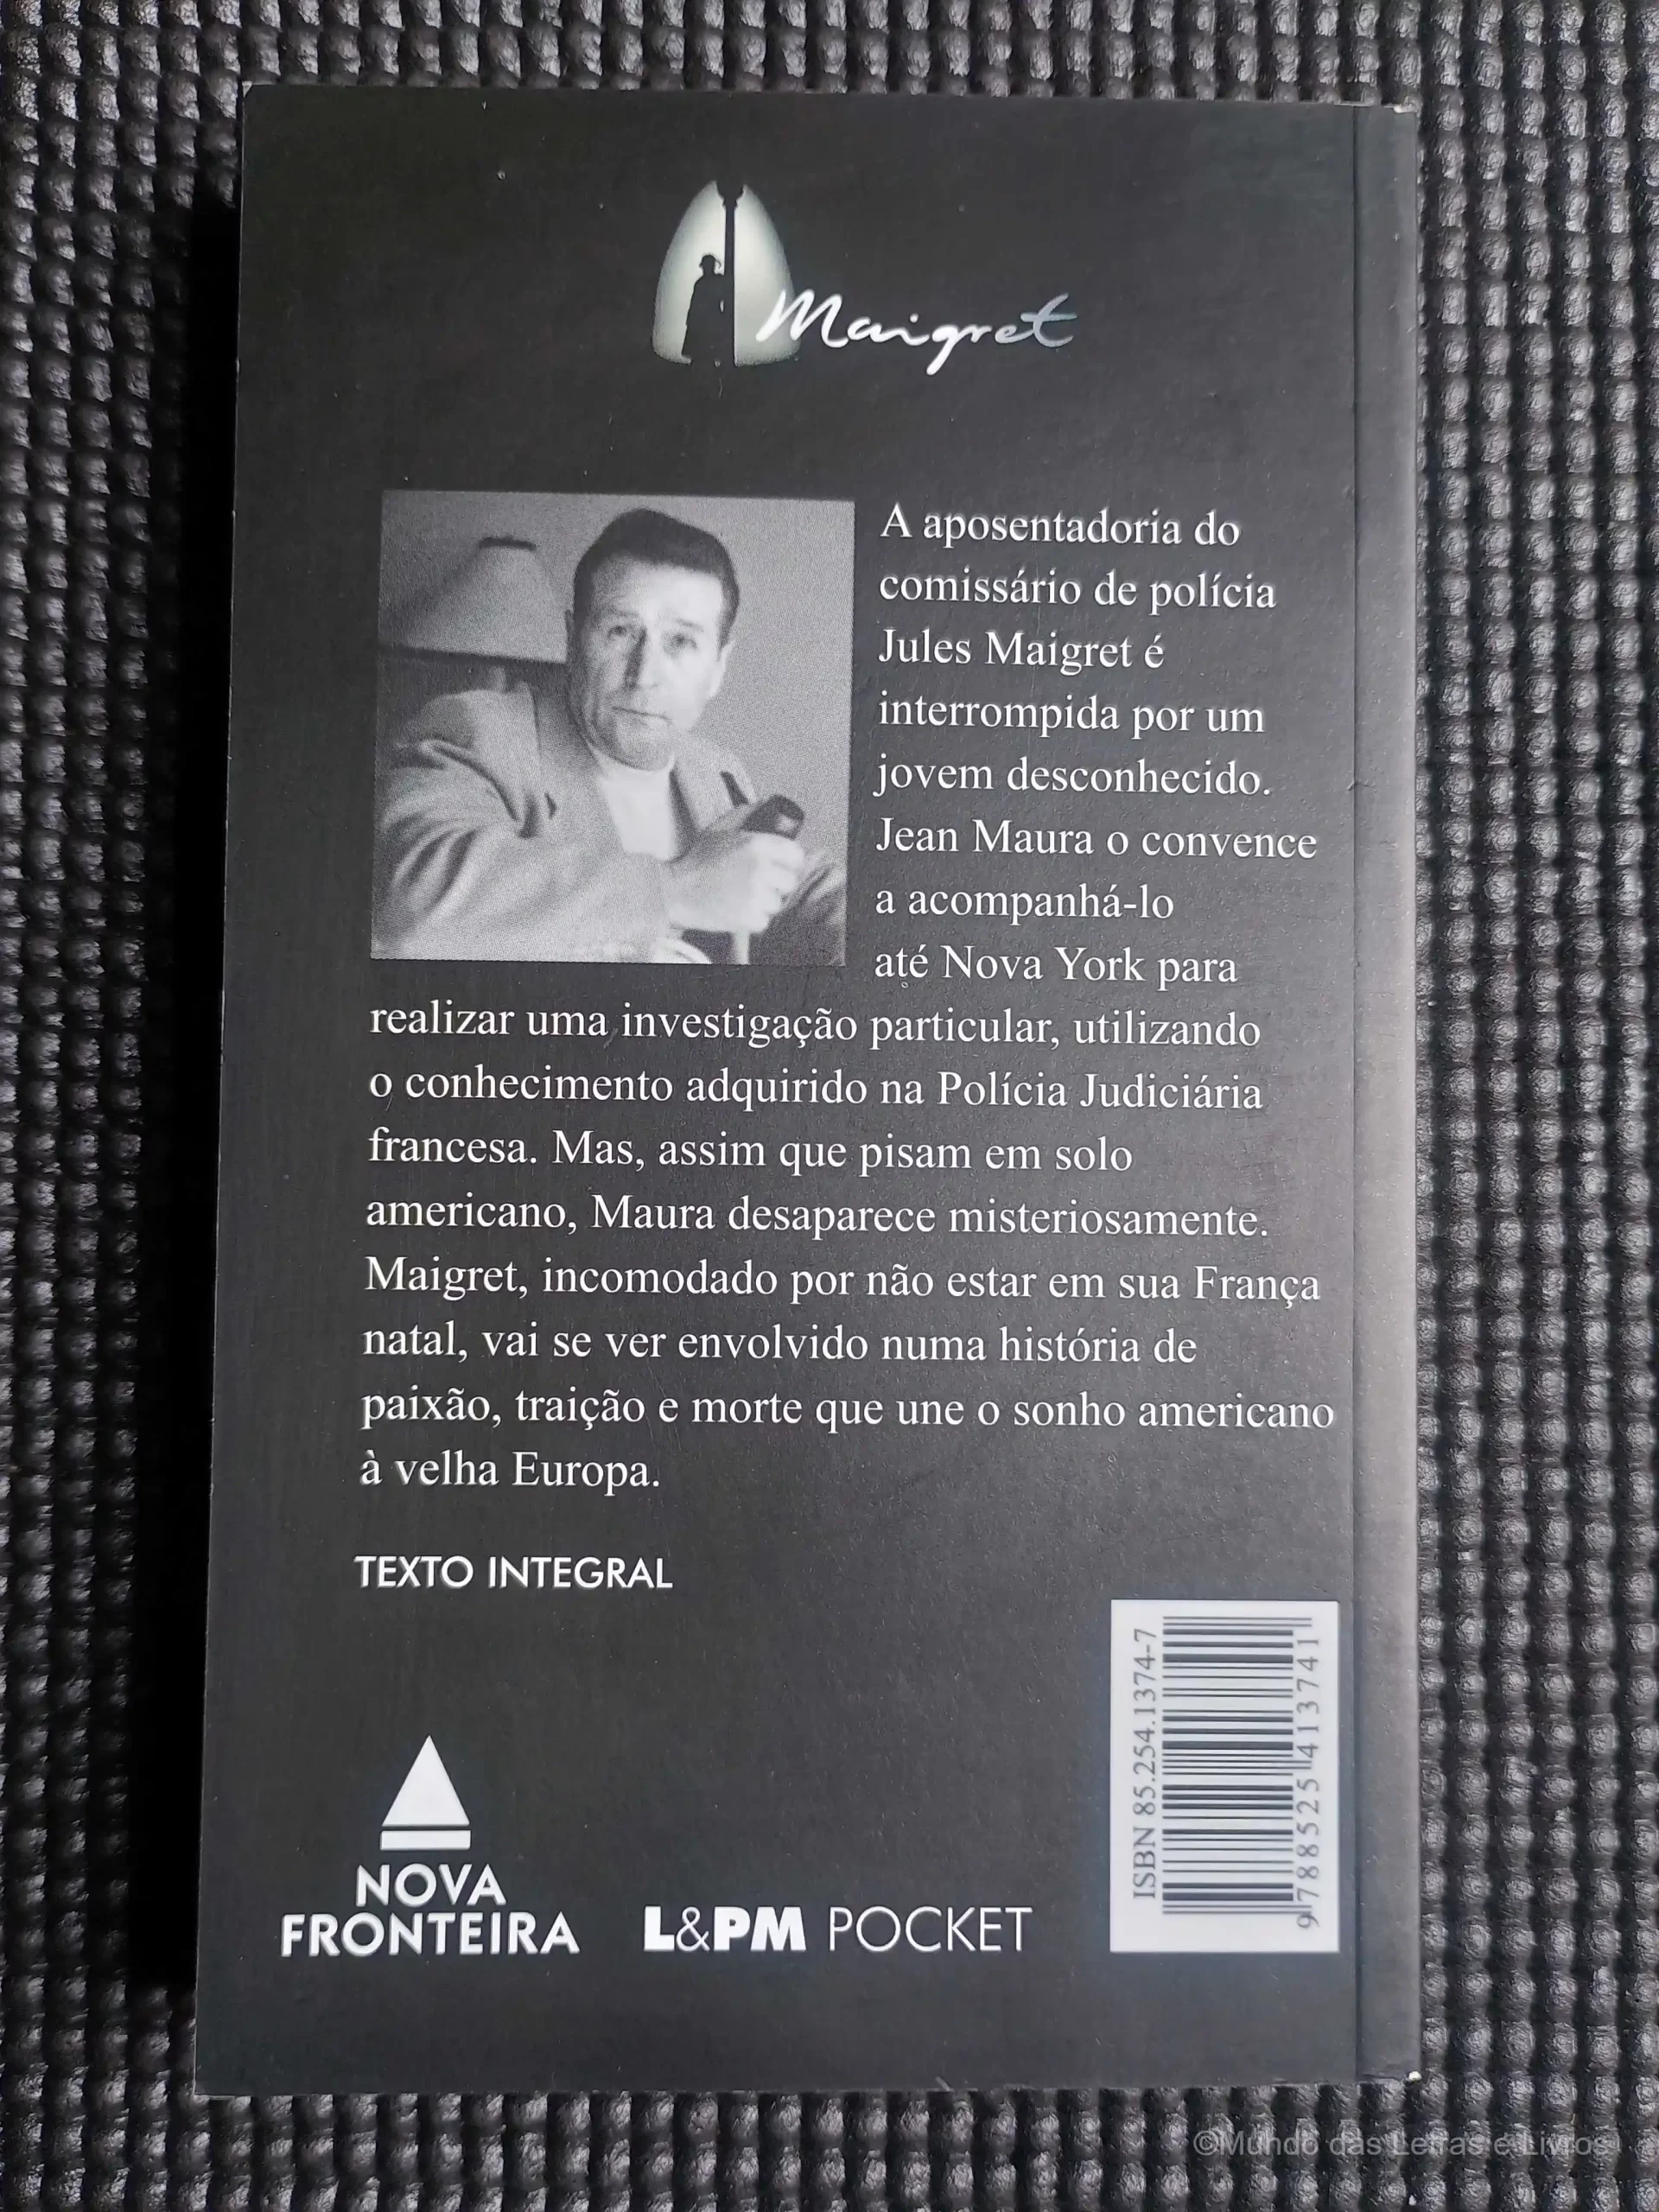 Maigret
A aposentadoria do
comissário de polícia
Jules Maigret é
interrompida por um
jovem desconhecido.
Jean Maura o convence
a acompanhá-lo
até Nova York para
realizar uma investigação particular, utilizando
o conhecimento adquirido na Polícia Judiciária
francesa. Mas, assim que pisam em solo
americano, Maura desaparece misteriosamente.
Maigret, incomodado por não estar em sua França
natal, vai se ver envolvido numa história de
paixão, traição e morte que une o sonho americano
à velha Europa.
TEXTO INTEGRAL
NOVA
FRONTEIRA
L&PM POCKET
ISBN 85.254.1374-7
9 788525 413741
©Mundo das Letras e Livros